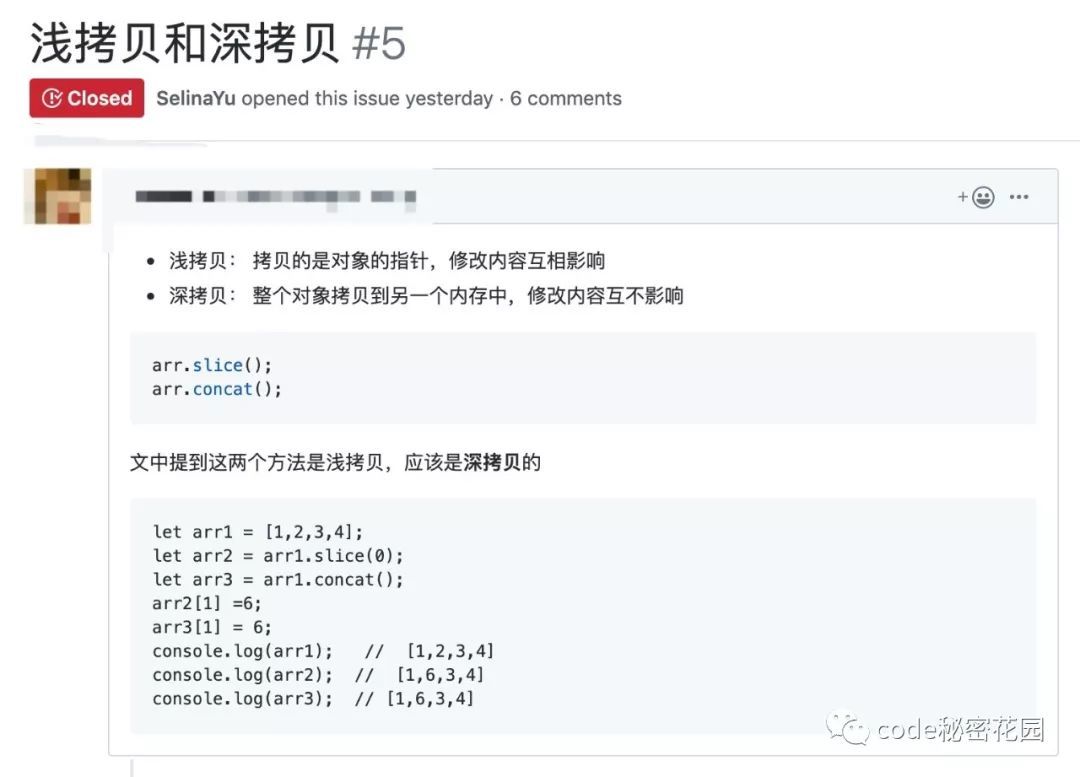 浅拷贝和深拷贝 #5
Closed SelinaYu opened this issue yesterday · 6 comments
浅拷贝： 拷贝的是对象的指针，修改内容互相影响
深拷贝： 整个对象拷贝到另一个内存中，修改内容互不影响
arr.slice();
arr.concat();
文中提到这两个方法是浅拷贝，应该是深拷贝的
let arr1 = [1,2,3,4];
let arr2 = arr1.slice(0);
let arr3 = arr1.concat();
arr2[1] =6;
arr3[1] = 6;
console.log(arr1);   //  [1,2,3,4]
console.log(arr2);  //  [1,6,3,4]
console.log(arr3);  // [1,6,3,4]
code秘密花园